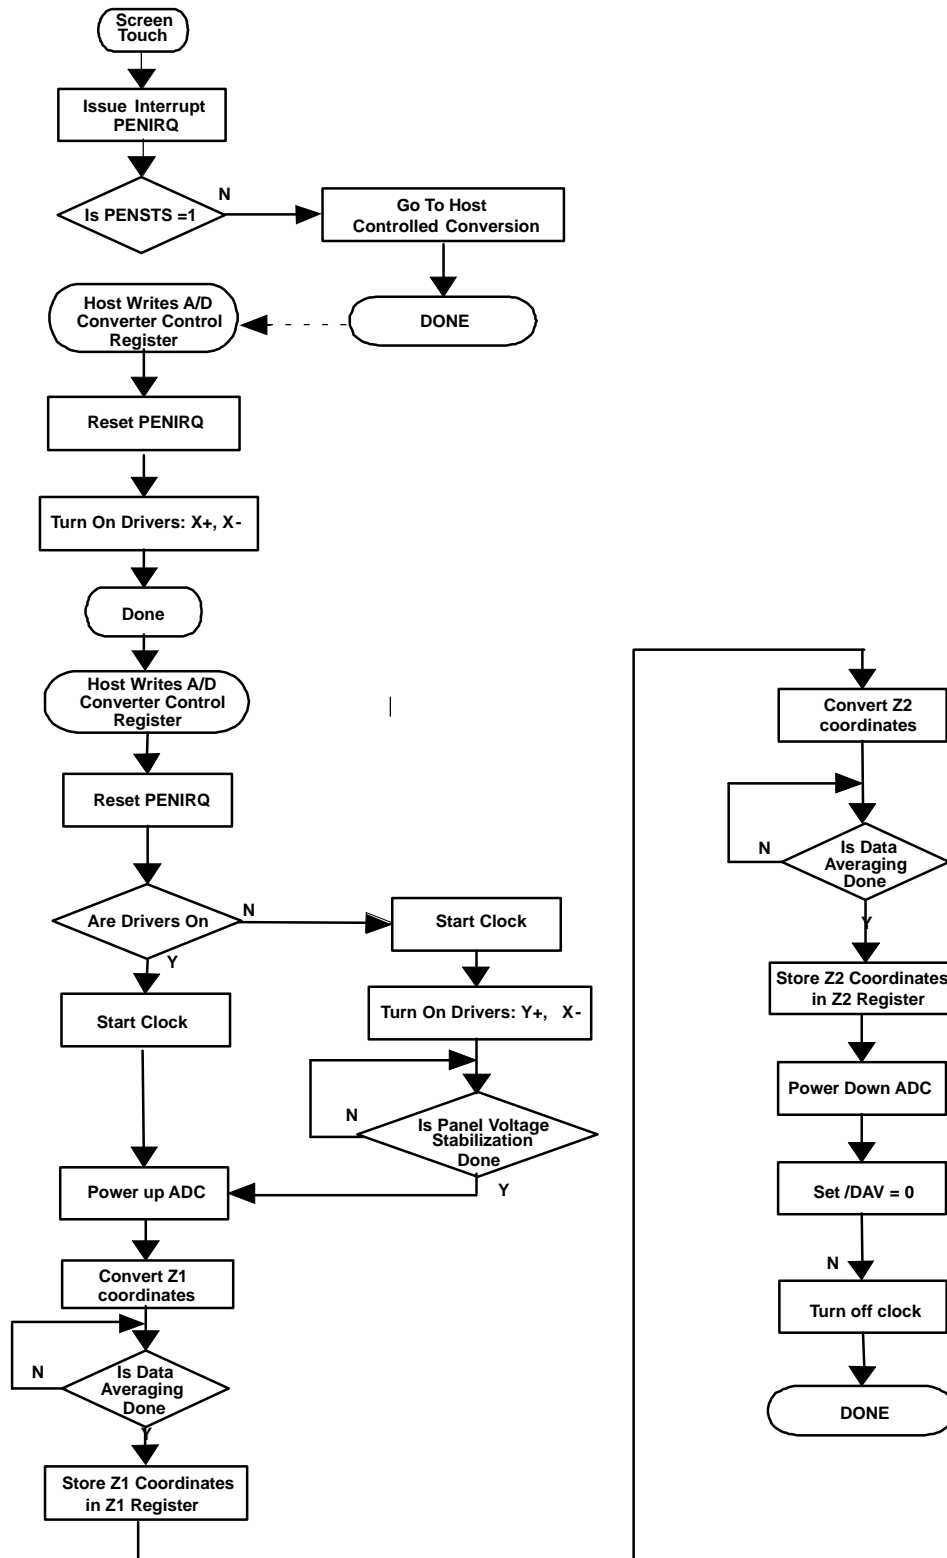 Screen
Touch
Issue Interrupt
PENIRQ
Is PENSTS =1
N
Go To Host
Controlled Conversion
DONE
Host Writes A/D
Converter Control
Register
Reset PENIRQ
Turn On Drivers: X+, X-
Done
Host Writes A/D
Converter Control
Register
Reset PENIRQ
Are Drivers On
N
Y
Start Clock
Start Clock
Turn On Drivers: Y+, X-
N
Is Panel Voltage
Stabilization
Done
Y
Power up ADC
Convert Z1
coordinates
N
Is Data
Averaging
Done
Y
Store Z1 Coordinates
in Z1 Register
Convert Z2
coordinates
N
Is Data
Averaging
Done
Y
Store Z2 Coordinates
in Z2 Register
Power Down ADC
Set /DAV = 0
N
Turn off clock
DONE